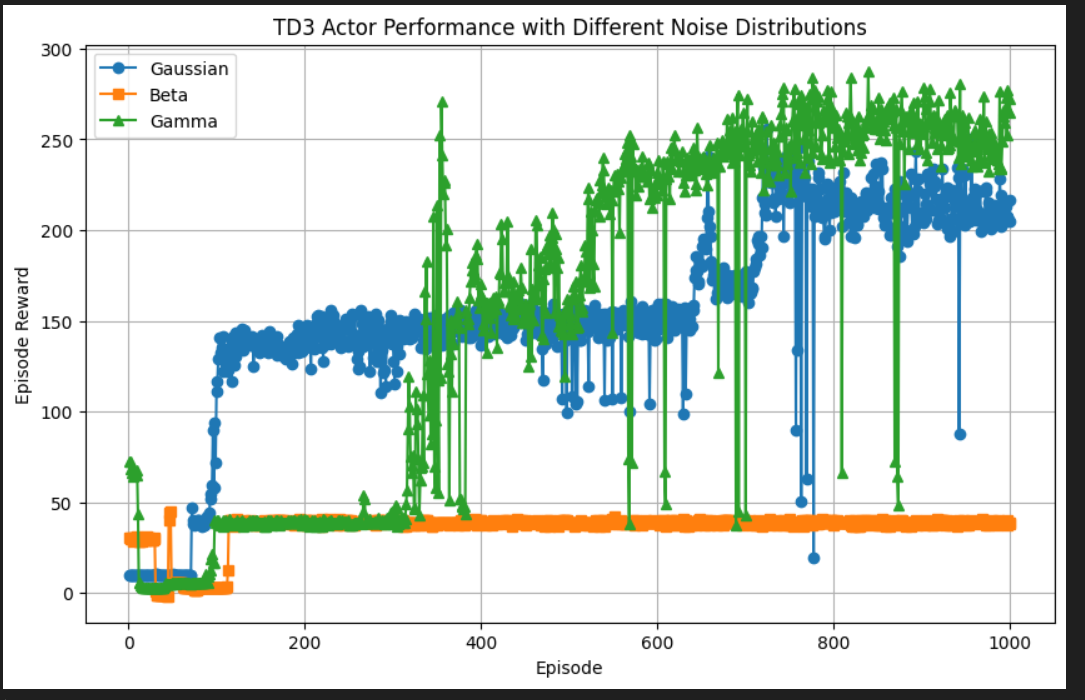 TD3 Actor Performance with Different Noise Distributions
300
250
200
150
100
50
0
Episode Reward
Gaussian
Beta
Gamma
0
200
400
600
800
1000
Episode